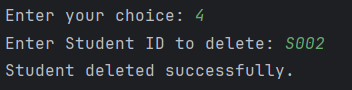 Enter your choice: 4
Enter Student ID to delete: S002
Student deleted successfully.